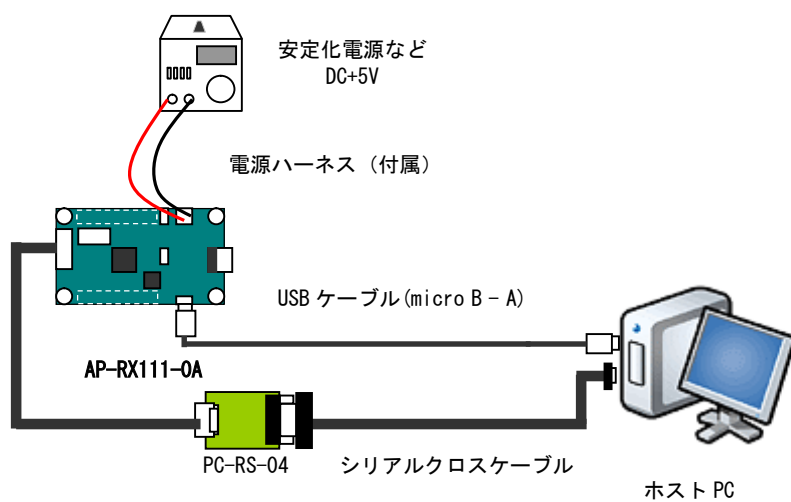 安定化電源など
DC+5V
電源ハーネス（付属）
USB ケーブル(micro B – A)
AP-RX111-0A
PC-RS-04
シリアルクロスケーブル
ホスト PC